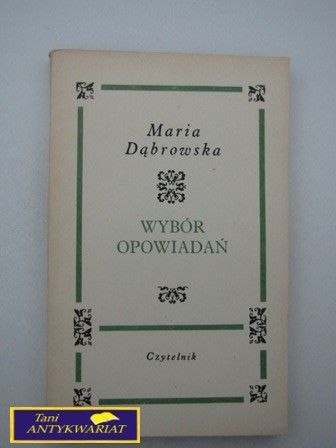 Maria
Dąbrowska
WYBÓR
OPOWIADAŃ
Czytelnik
Tani
ANTYKWARIAT